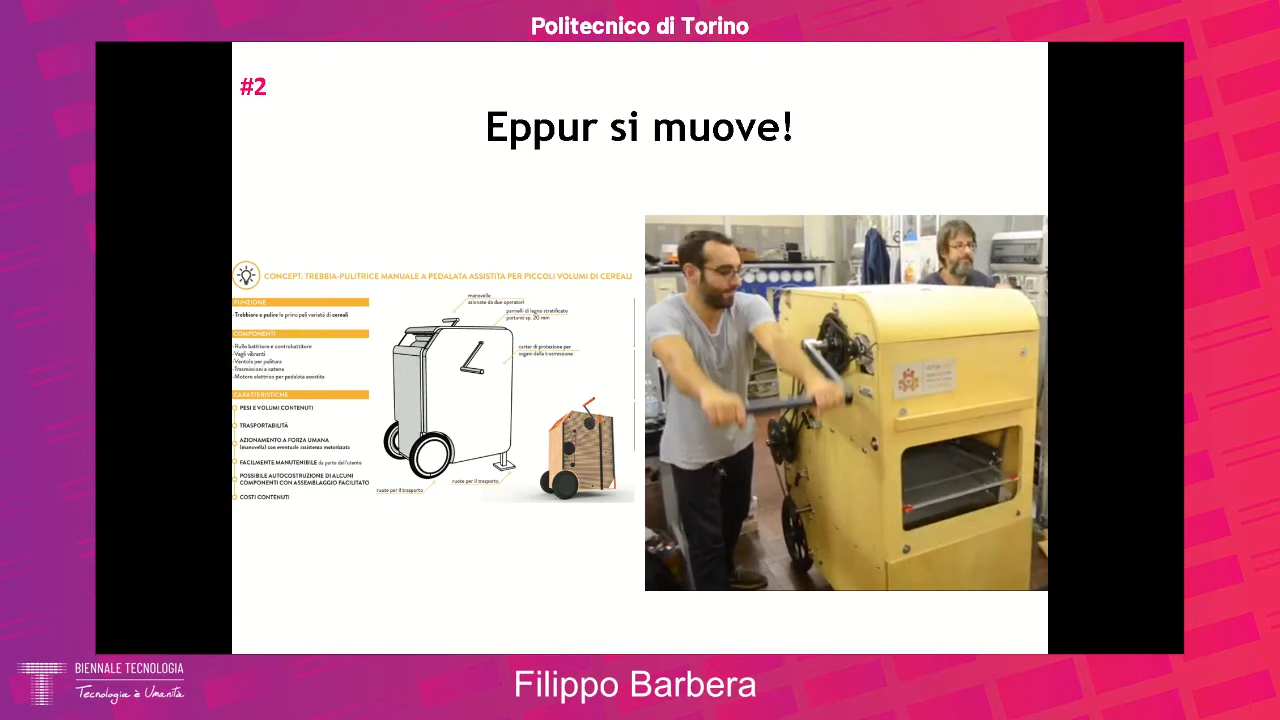 Politecnico di Torino
#2
Eppur si muove!
CONCEPT: TREBBIA-PULITRICE MANUALE A PEDALATA ASSISTITA PER PICCOLI VOLUMI DI CEREALI
FUNZIONE
-Trebbiare e pulire le principali varietà di cereali
COMPONENTI
-Rullo battitore e controbattitore
-Vagli vibranti
-Ventola per pulitura
-Trasmissioni a catena
-Motore elettrico per pedalata assistita
CARATTERISTICHE
PESI E VOLUMI CONTENUTI
TRASPORTABILITÀ
AZIONAMENTO A FORZA UMANA
(manovella) con eventuale assistenza motorizzata
FACILMENTE MANUTENIBILE da parte dell'utente
POSSIBILE AUTOCOSTRUZIONE DI ALCUNI
COMPONENTI CON ASSEMBLAGGIO FACILITATO
COSTI CONTENUTI
manovelle
azionate da due operatori
pannelli di legno stratificato
portanti sp. 20 mm
carter di protezione per
organi della trasmissione
ruote per il trasporto
ruote per il trasporto
BIENNALE TECNOLOGIA
Tecnologia è Umanità
Filippo Barbera